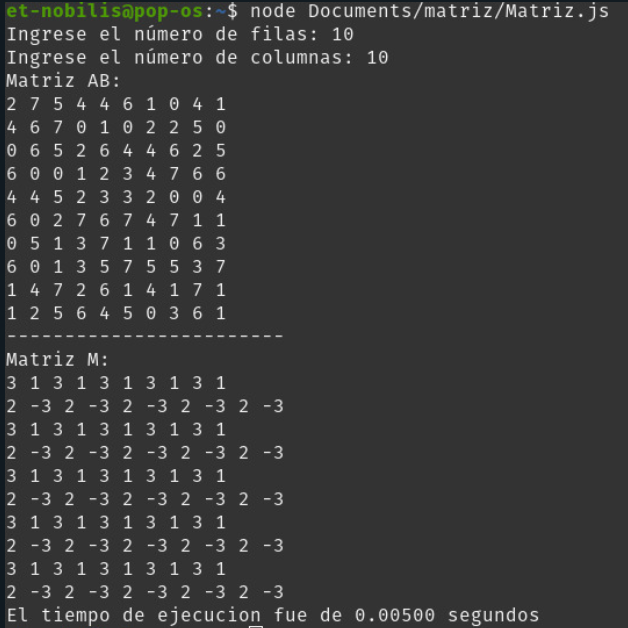 et-nobilis@pop-os:~$ node Documents/matriz/Matriz.js
Ingrese el número de filas: 10
Ingrese el número de columnas: 10
Matriz AB:
2 7 5 4 4 6 1 0 4 1
4 6 7 0 1 0 2 2 5 0
0 6 5 2 6 4 4 6 2 5
6 0 0 1 2 3 4 7 6 6
4 4 5 2 3 3 2 0 0 4
6 0 2 7 6 7 4 7 1 1
0 5 1 3 7 1 1 0 6 3
6 0 1 3 5 7 5 5 3 7
1 4 7 2 6 1 4 1 7 1
1 2 5 6 4 5 0 3 6 1
------------------------
Matriz M:
3 1 3 1 3 1 3 1 3 1
2 -3 2 -3 2 -3 2 -3 2 -3
3 1 3 1 3 1 3 1 3 1
2 -3 2 -3 2 -3 2 -3 2 -3
3 1 3 1 3 1 3 1 3 1
2 -3 2 -3 2 -3 2 -3 2 -3
3 1 3 1 3 1 3 1 3 1
2 -3 2 -3 2 -3 2 -3 2 -3
3 1 3 1 3 1 3 1 3 1
2 -3 2 -3 2 -3 2 -3 2 -3
El tiempo de ejecucion fue de 0.00500 segundos